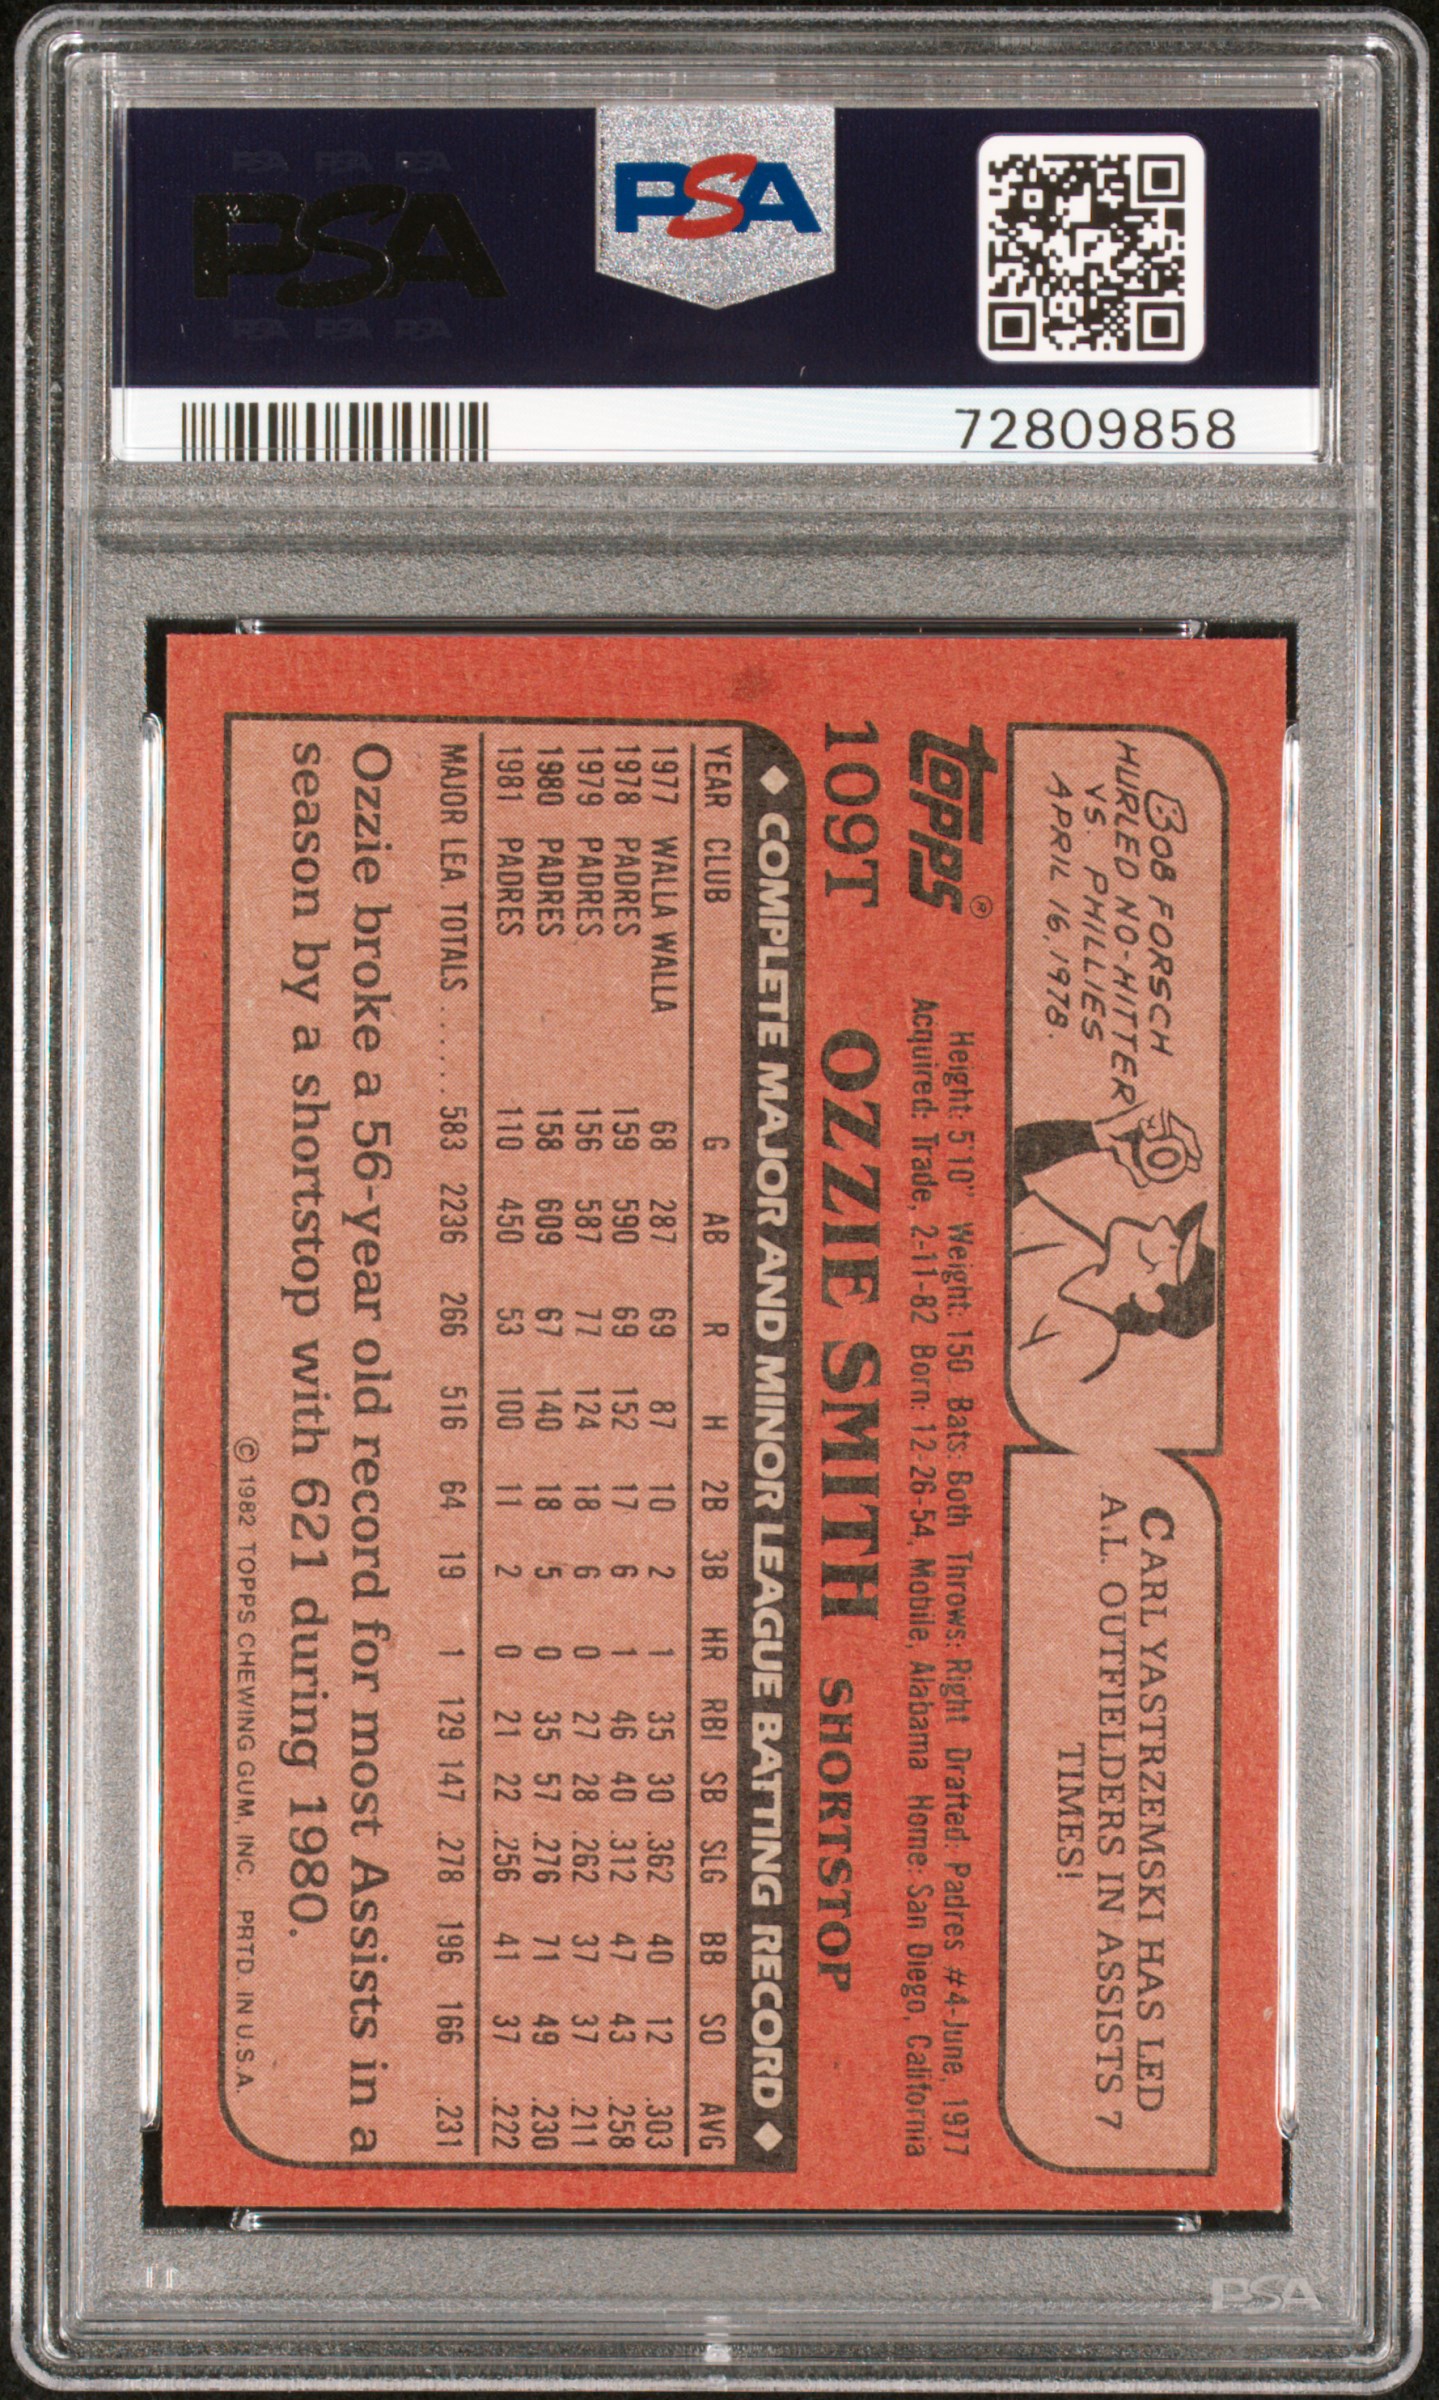 PSA PSA PSA
PSA
PSA PSA PSA
PSA
72809858
BOB FORSCH
HURLED NO-HITTER
VS. PHILLIES
APRIL 16, 1978.
CARL YASTRZEMSKI HAS LED
A.L. OUTFIELDERS IN ASSISTS 7
TIMES!
topps®
Height: 5'10" Weight: 150 Bats: Both Throws: Right Drafted: Padres #4-June, 1977
Acquired: Trade, 2-11-82 Born: 12-26-54, Mobile, Alabama Home: San Diego, California
109T OZZIE SMITH SHORTSTOP
◆ COMPLETE MAJOR AND MINOR LEAGUE BATTING RECORD ◆
YEAR CLUB G AB R H 2B 3B HR RBI SB SLG BB SO AVG
1977 WALLA WALLA 68 287 69 87 10 2 1 35 30 .362 40 12 .303
1978 PADRES 159 590 69 152 17 6 1 46 40 .312 47 43 .258
1979 PADRES 156 587 77 124 18 6 0 27 28 .262 37 37 .211
1980 PADRES 158 609 67 140 18 5 0 35 57 .276 71 49 .230
1981 PADRES 110 450 53 100 11 2 0 21 22 .256 41 37 .222
MAJOR LEA. TOTALS ...... 583 2236 266 516 64 19 1 129 147 .278 196 166 .231
Ozzie broke a 56-year old record for most Assists in a
season by a shortstop with 621 during 1980.
© 1982 TOPPS CHEWING GUM, INC. PRTD. IN U.S.A.
PSA